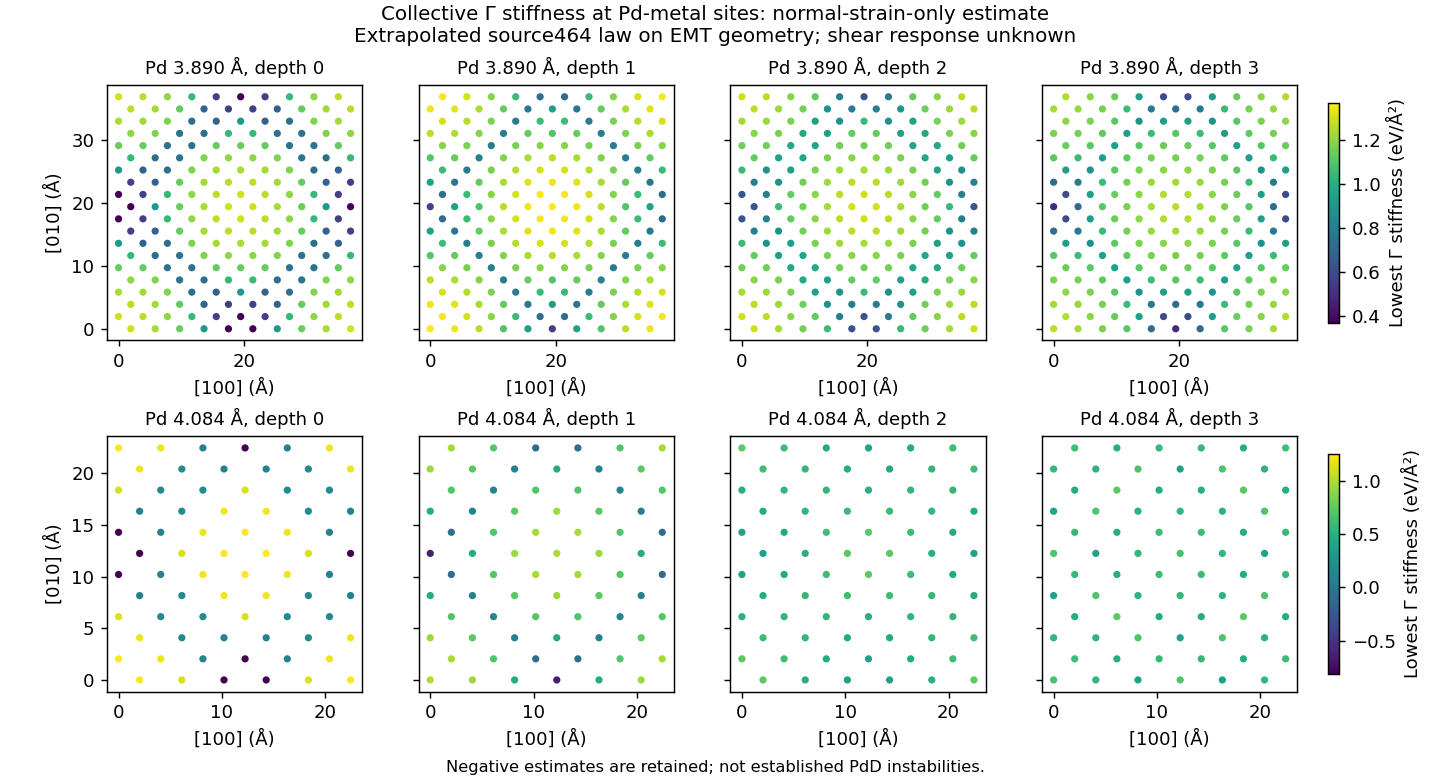 Collective Γ stiffness at Pd-metal sites: normal-strain-only estimate
Extrapolated source464 law on EMT geometry; shear response unknown
Pd 3.890 Å, depth 0
Pd 3.890 Å, depth 1
Pd 3.890 Å, depth 2
Pd 3.890 Å, depth 3
[010] (Å)
30
20
10
0
0
20
[100] (Å)
0
20
[100] (Å)
0
20
[100] (Å)
0
20
[100] (Å)
1.2
1.0
0.8
0.6
0.4
Lowest Γ stiffness (eV/Å²)
Pd 4.084 Å, depth 0
Pd 4.084 Å, depth 1
Pd 4.084 Å, depth 2
Pd 4.084 Å, depth 3
[010] (Å)
20
15
10
5
0
0
10
20
[100] (Å)
0
10
20
[100] (Å)
0
10
20
[100] (Å)
0
10
20
[100] (Å)
1.0
0.5
0.0
−0.5
Lowest Γ stiffness (eV/Å²)
Negative estimates are retained; not established PdD instabilities.